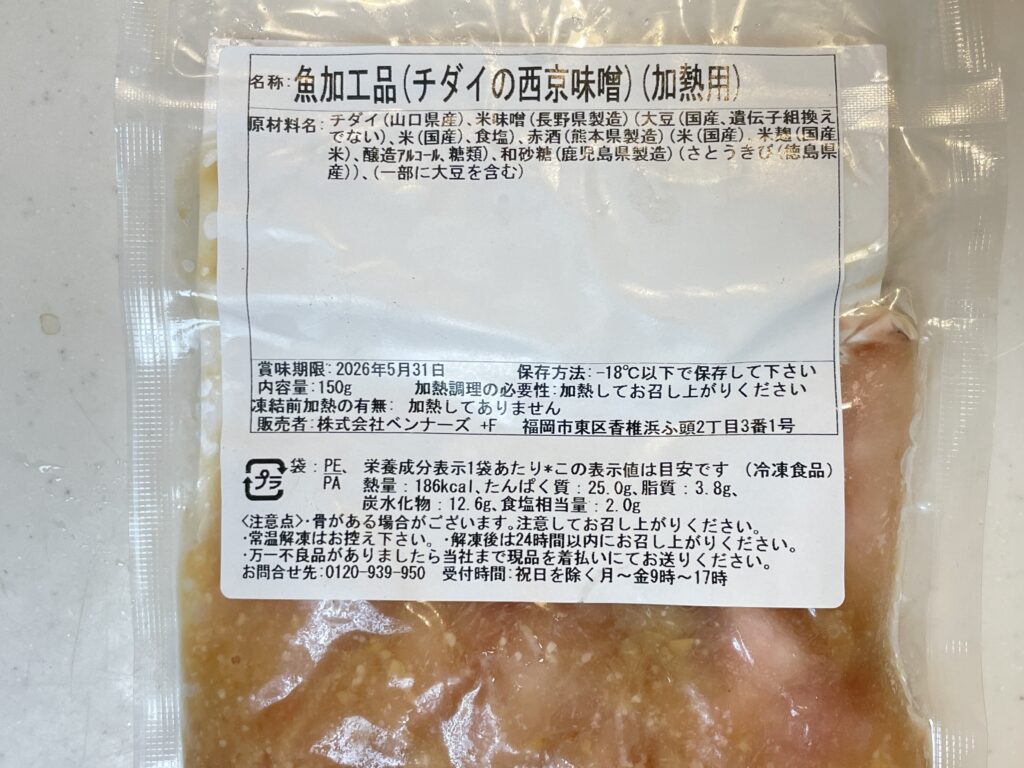 名称: 魚加工品(チダイの西京味噌)(加熱用)
原材料名: チダイ(山口県産)、米味噌(長野県製造)(大豆(国産、遺伝子組換え
でない)、米(国産)、食塩)、赤酒(熊本県製造)(米(国産)、米麹(国産
米)、醸造アルコール、糖類)、和砂糖(鹿児島県製造)(さとうきび(徳島県
産))、(一部に大豆を含む)
賞味期限: 2026年5月31日 保存方法: -18℃以下で保存して下さい
内容量: 150g 加熱調理の必要性: 加熱してお召し上がりください
凍結前加熱の有無: 加熱してありません
販売者: 株式会社ベンナーズ +F 福岡市東区香椎浜ふ頭2丁目3番1号
プラ 袋: PE、PA 栄養成分表示1袋あたり*この表示値は目安です (冷凍食品)
熱量:186kcal、たんぱく質:25.0g、脂質:3.8g、
炭水化物:12.6g、食塩相当量:2.0g
<注意点>・骨がある場合がございます。注意してお召し上がりください。
・常温解凍はお控え下さい。・解凍後は24時間以内にお召し上がりください。
・万一不良品がありましたら当社まで現品を着払いにてお送りください。
お問合せ先:0120-939-950 受付時間:祝日を除く月～金9時～17時